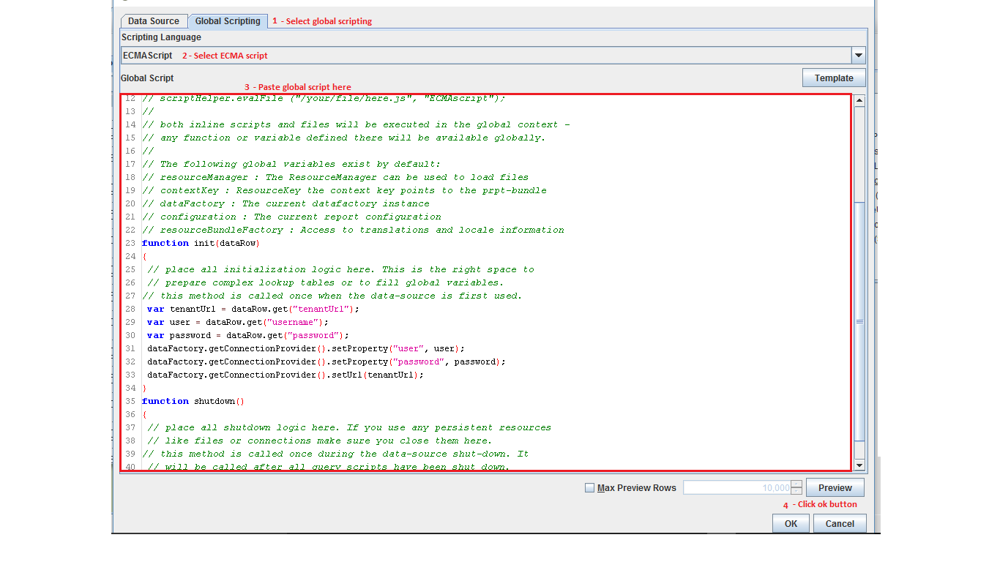 Data Source Global Scripting 1 - Select global scripting
Scripting Language
ECMAScript 2 - Select ECMA script
Global Script Template
3 - Paste global script here
12 // scriptHelper.evalFile ("/your/file/here.js", "ECMAscript");
13 //
14 // both inline scripts and files will be executed in the global context -
15 // any function or variable defined there will be available globally.
16 //
17 // The following global variables exist by default:
18 // resourceManager : The ResourceManager can be used to load files
19 // contextKey : ResourceKey the context key points to the prpt-bundle
20 // dataFactory : The current datafactory instance
21 // configuration : The current report configuration
22 // resourceBundleFactory : Access to translations and locale information
23 function init(dataRow)
24 {
25 // place all initialization logic here. This is the right space to
26 // prepare complex lookup tables or to fill global variables.
27 // this method is called once when the data-source is first used.
28 var tenantUrl = dataRow.get("tenantUrl");
29 var user = dataRow.get("username");
30 var password = dataRow.get("password");
31 dataFactory.getConnectionProvider().setProperty("user", user);
32 dataFactory.getConnectionProvider().setProperty("password", password);
33 dataFactory.getConnectionProvider().setUrl(tenantUrl);
34 }
35 function shutdown()
36 {
37 // place all shutdown logic here. If you use any persistent resources
38 // like files or connections make sure you close them here.
39 // this method is called once during the data-source shut-down. It
40 // will be called after all query scripts have been shut down.
Max Preview Rows 10,000 Preview
4 - Click ok button
OK Cancel